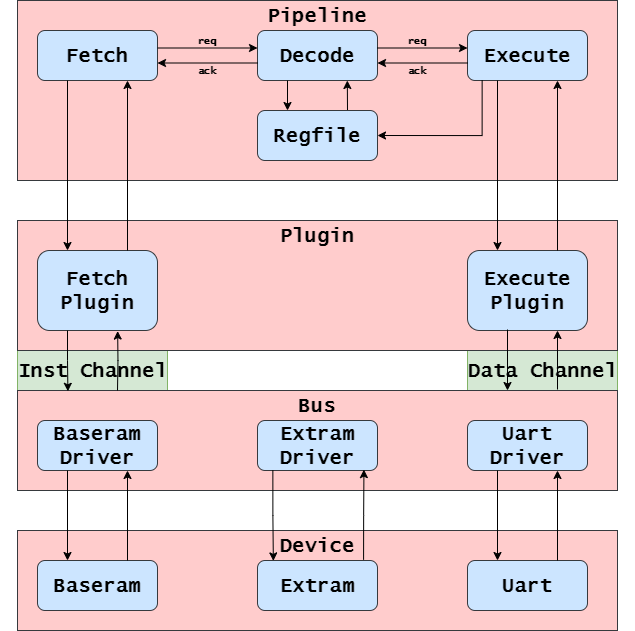 Pipeline
Fetch
req
ack
Decode
req
ack
Execute
Regfile
Plugin
Fetch
Plugin
Execute
Plugin
Inst Channel
Data Channel
Bus
Baseram
Driver
Extram
Driver
Uart
Driver
Device
Baseram
Extram
Uart